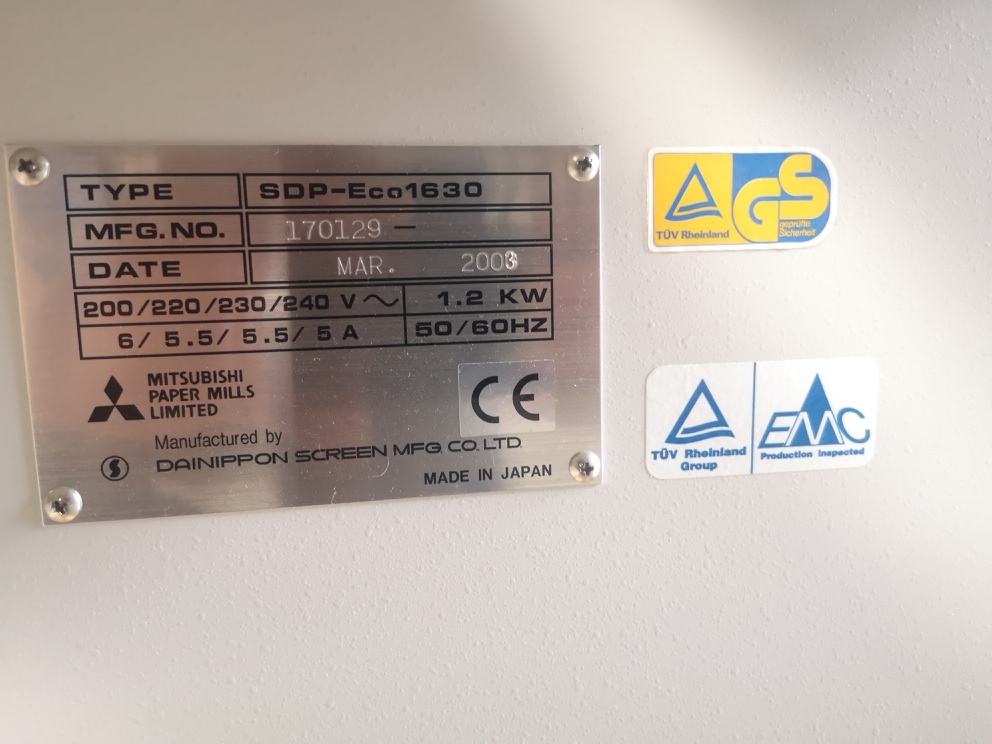 TYPE SDP-Eco1630
MFG. NO. 170129 —
DATE MAR. 2003
200/220/230/240 V ~ 1.2 KW
6/ 5.5/ 5.5/ 5 A 50/60HZ
MITSUBISHI
PAPER MILLS
LIMITED
CE
Manufactured by
DAINIPPON SCREEN MFG. CO. LTD.
MADE IN JAPAN
TÜV Rheinland
GS
geprüfte
Sicherheit
TÜV Rheinland
Group
EMC
Production Inspected